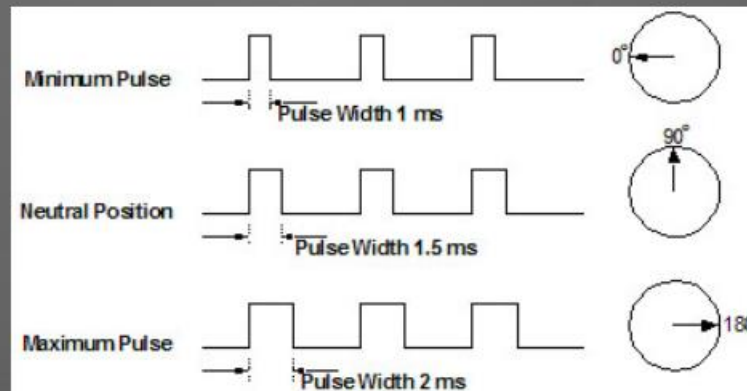 Minimum Pulse
0°
Pulse Width 1 ms
90°
Neutral Position
Pulse Width 1.5 ms
Maximum Pulse
Pulse Width 2 ms